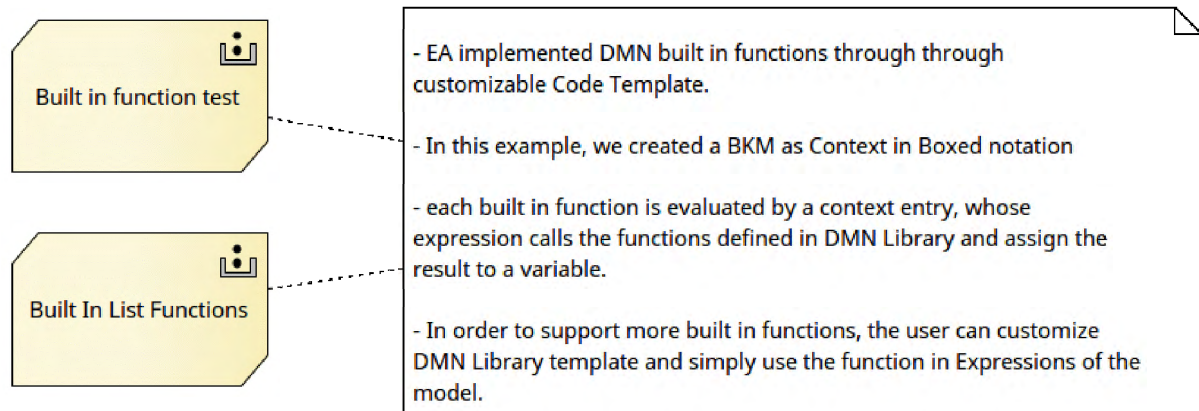 Built in function test
Built In List Functions
- EA implemented DMN built in functions through through
customizable Code Template.
- In this example, we created a BKM as Context in Boxed notation
- each built in function is evaluated by a context entry, whose
expression calls the functions defined in DMN Library and assign the
result to a variable.
- In order to support more built in functions, the user can customize
DMN Library template and simply use the function in Expressions of the
model.